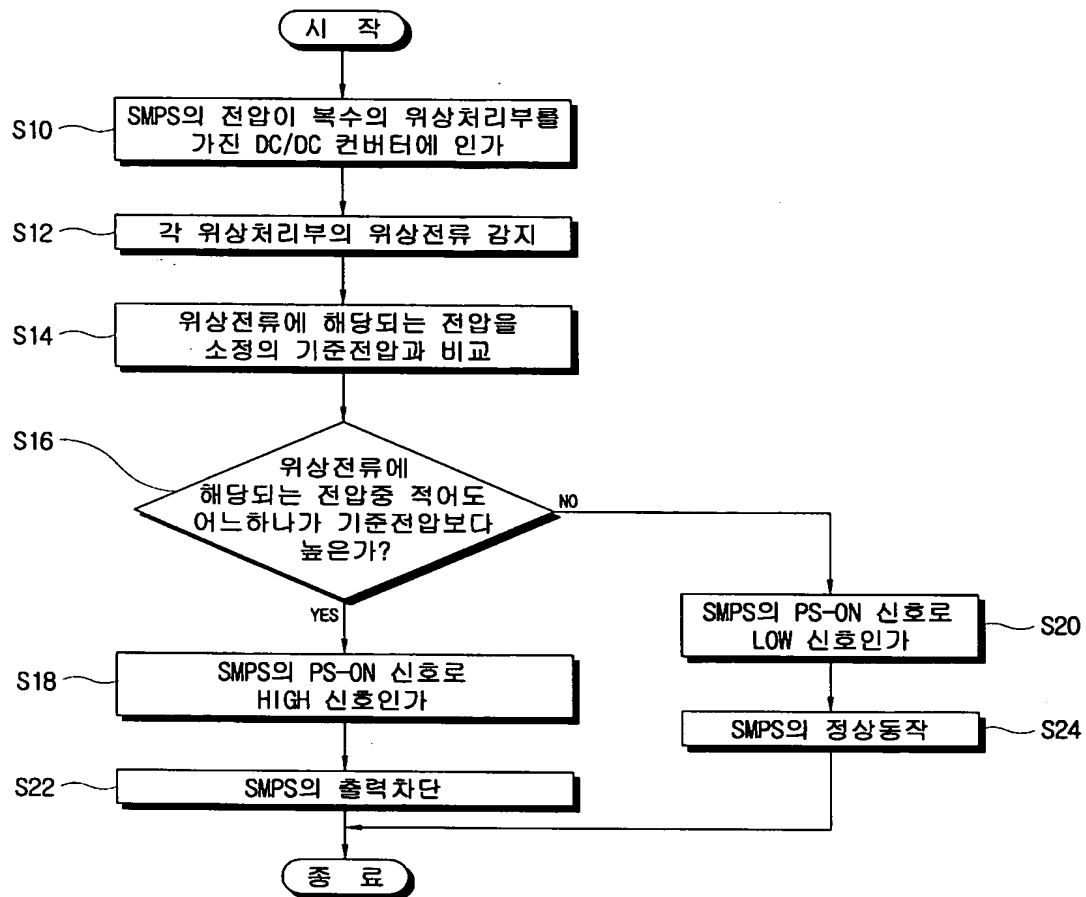 시 작
S10
SMPS의 전압이 복수의 위상처리부를
가진 DC/DC 컨버터에 인가
S12
각 위상처리부의 위상전류 감지
S14
위상전류에 해당되는 전압을
소정의 기준전압과 비교
S16
위상전류에
해당되는 전압중 적어도
어느하나가 기준전압보다
높은가?
NO
YES
SMPS의 PS-ON 신호로
LOW 신호인가
S20
S18
SMPS의 PS-ON 신호로
HIGH 신호인가
SMPS의 정상동작
S24
S22
SMPS의 출력차단
종 료